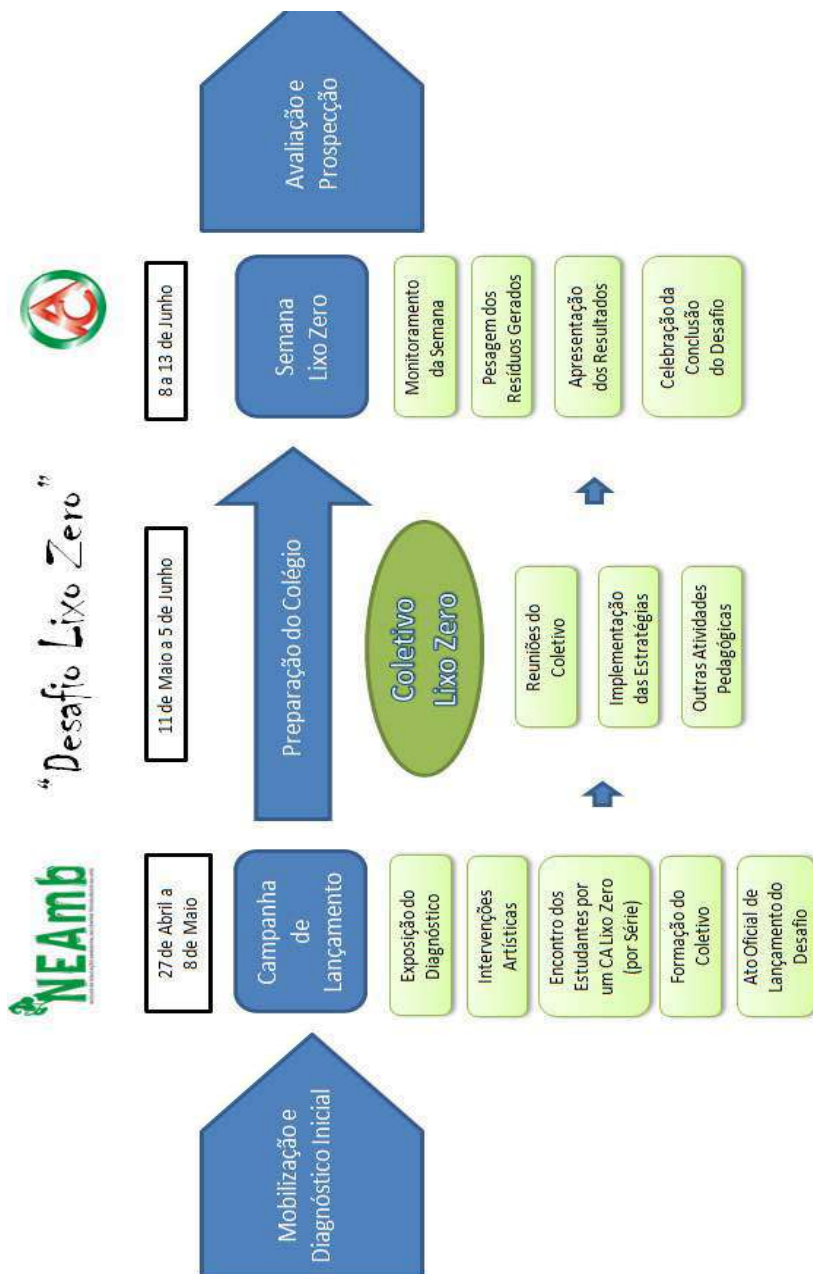 NEAmb
"Desafio Lixo Zero"
AC
27 de Abril a
8 de Maio
11 de Maio a 5 de Junho
8 a 13 de Junho
Mobilização e
Diagnóstico Inicial
Campanha
de
Lançamento
Preparação do Colégio
Semana
Lixo Zero
Avaliação e
Prospecção
Exposição do
Diagnóstico
Intervenções
Artísticas
Encontro dos
Estudantes por
um CA Lixo Zero
(por Série)
Formação do
Coletivo
Ato Oficial de
Lançamento do
Desafio
Coletivo
Lixo Zero
Reuniões do
Coletivo
Implementação
das Estratégias
Outras Atividades
Pedagógicas
Monitoramento
da Semana
Pesagem dos
Resíduos Gerados
Apresentação
dos Resultados
Celebração da
Conclusão
do Desafio